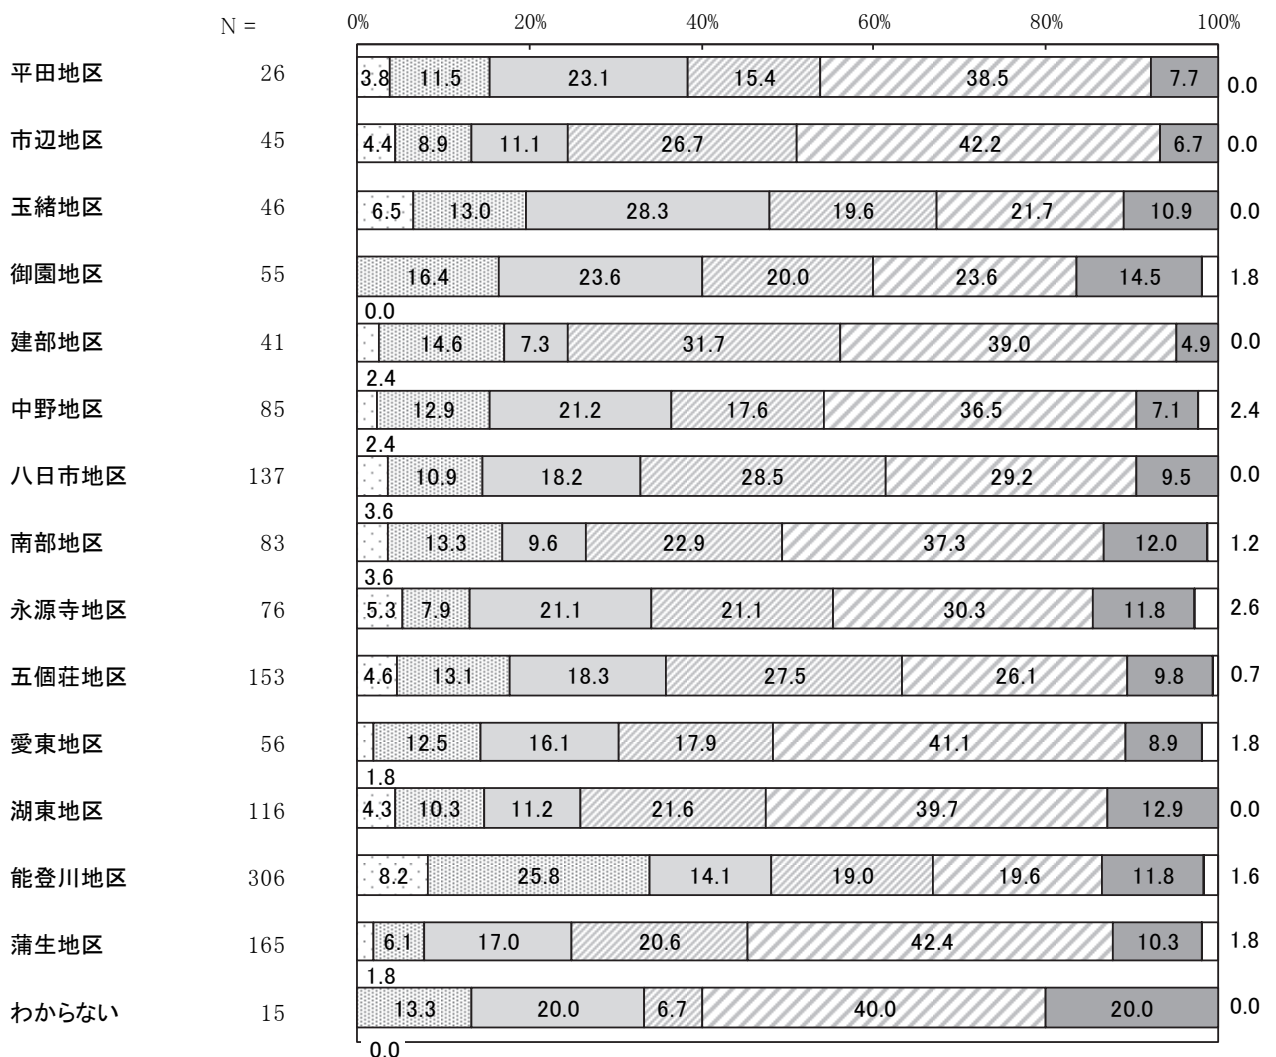 N = 0% 20% 40% 60% 80% 100%
平田地区 26 3.8 11.5 23.1 15.4 38.5 7.7 0.0
市辺地区 45 4.4 8.9 11.1 26.7 42.2 6.7 0.0
玉緒地区 46 6.5 13.0 28.3 19.6 21.7 10.9 0.0
御園地区 55 16.4 23.6 20.0 23.6 14.5 1.8
0.0
建部地区 41 14.6 7.3 31.7 39.0 4.9 0.0
2.4
中野地区 85 12.9 21.2 17.6 36.5 7.1 2.4
2.4
八日市地区 137 10.9 18.2 28.5 29.2 9.5 0.0
3.6
南部地区 83 13.3 9.6 22.9 37.3 12.0 1.2
3.6
永源寺地区 76 5.3 7.9 21.1 21.1 30.3 11.8 2.6
五個荘地区 153 4.6 13.1 18.3 27.5 26.1 9.8 0.7
愛東地区 56 12.5 16.1 17.9 41.1 8.9 1.8
1.8
湖東地区 116 4.3 10.3 11.2 21.6 39.7 12.9 0.0
能登川地区 306 8.2 25.8 14.1 19.0 19.6 11.8 1.6
蒲生地区 165 6.1 17.0 20.6 42.4 10.3 1.8
1.8
わからない 15 13.3 20.0 6.7 40.0 20.0 0.0
0.0